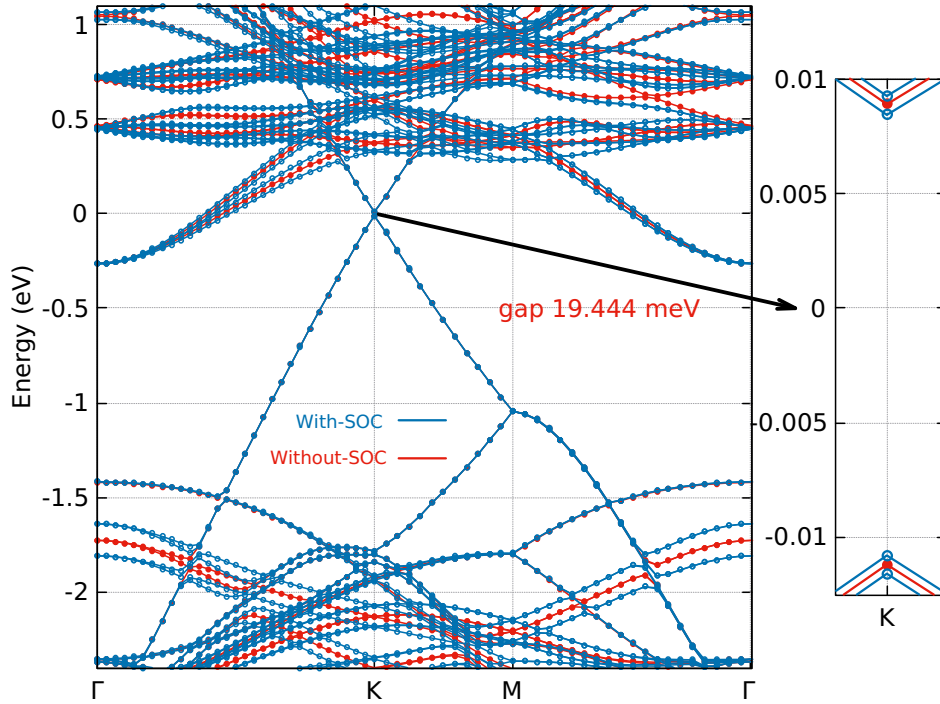 1
0.5
0
-0.5
-1
-1.5
-2
Energy (eV)
Γ
K
M
Γ
gap 19.444 meV
With-SOC
Without-SOC
0.01
0.005
0
-0.005
-0.01
K